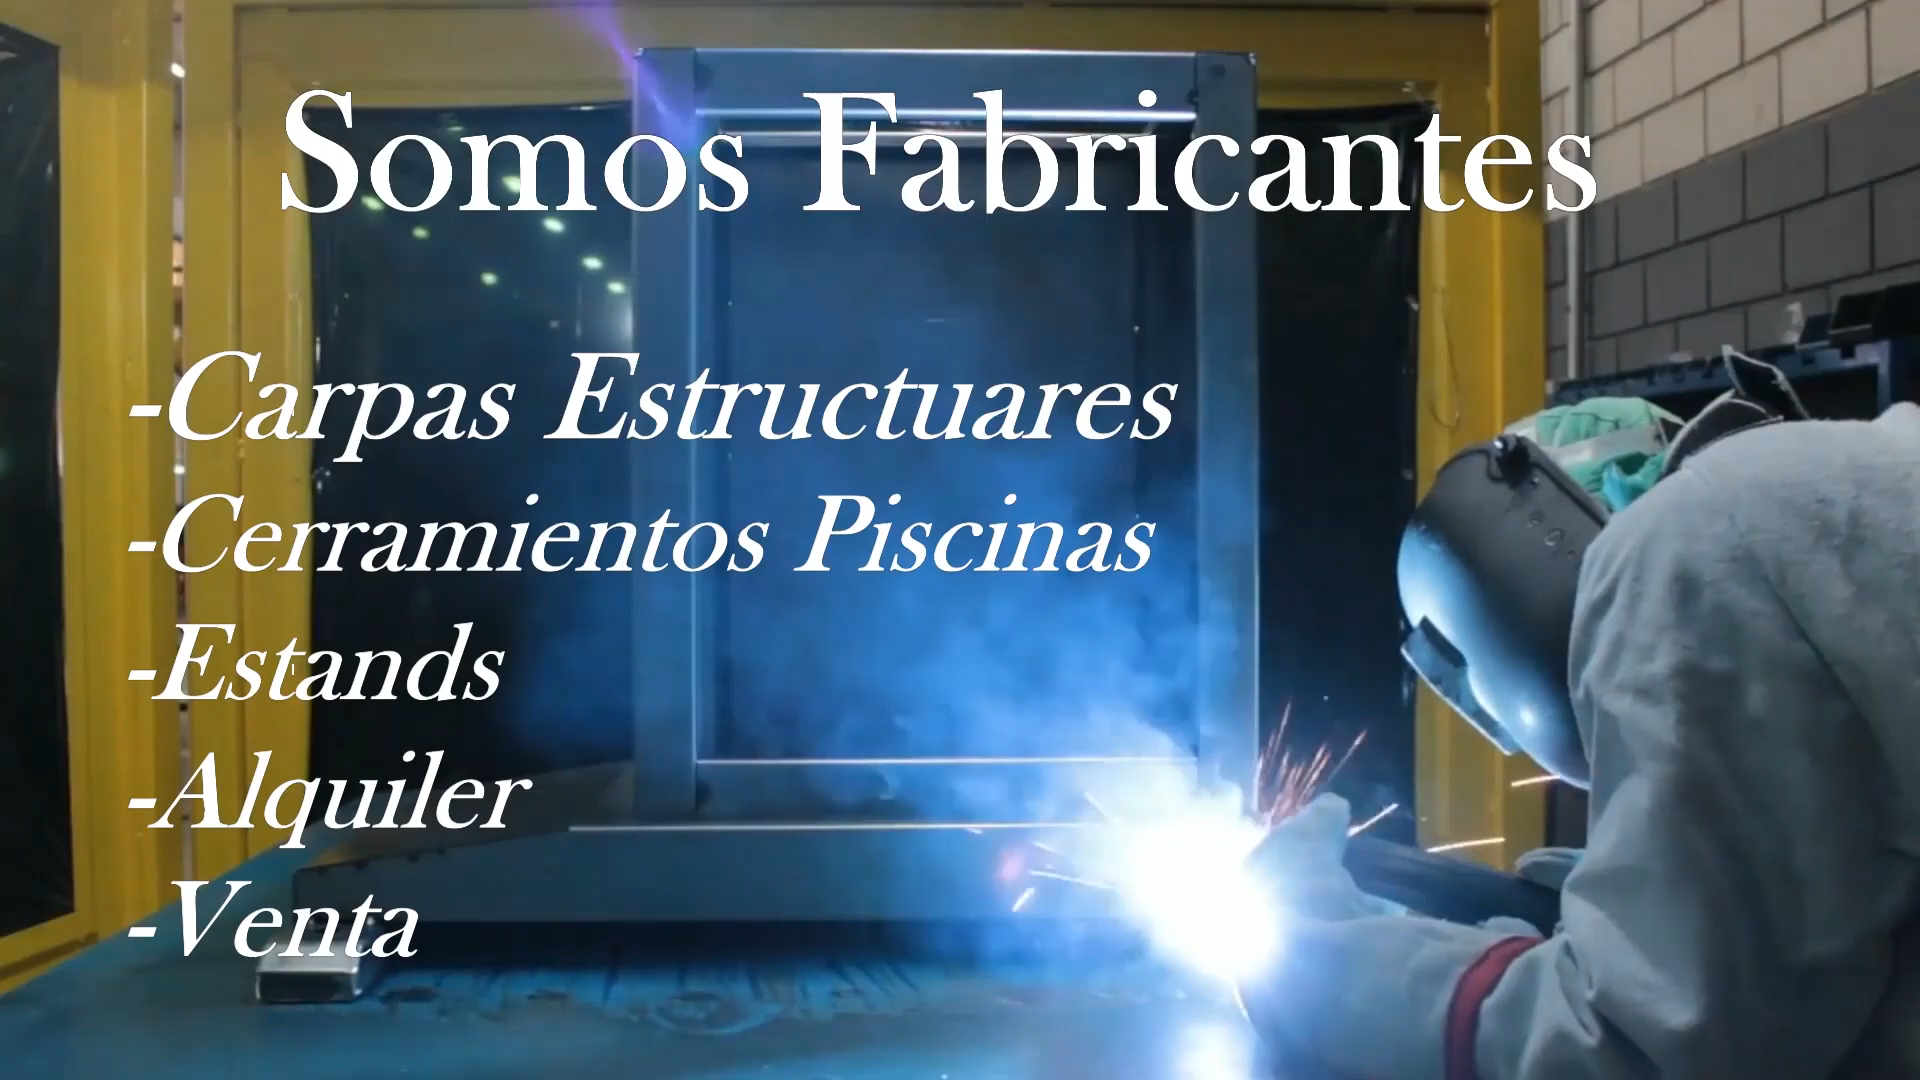 Somos Fabricantes
-Carpas Estructuares
-Cerramientos Piscinas
-Estands
-Alquiler
-Venta